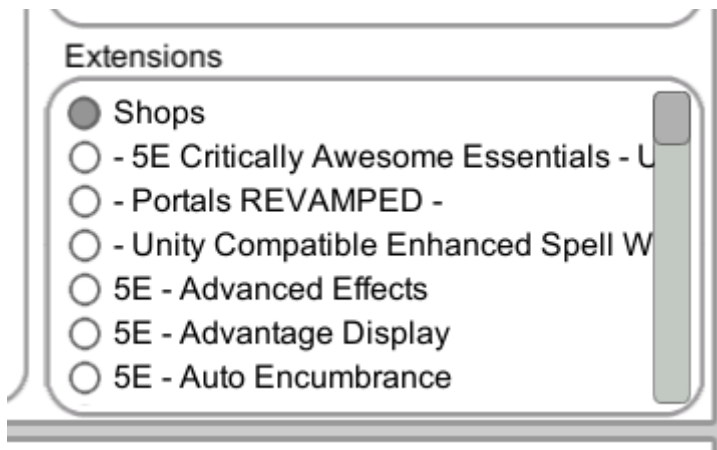 Extensions
Shops
- 5E Critically Awesome Essentials - U
- Portals REVAMPED -
- Unity Compatible Enhanced Spell W
5E - Advanced Effects
5E - Advantage Display
5E - Auto Encumbrance